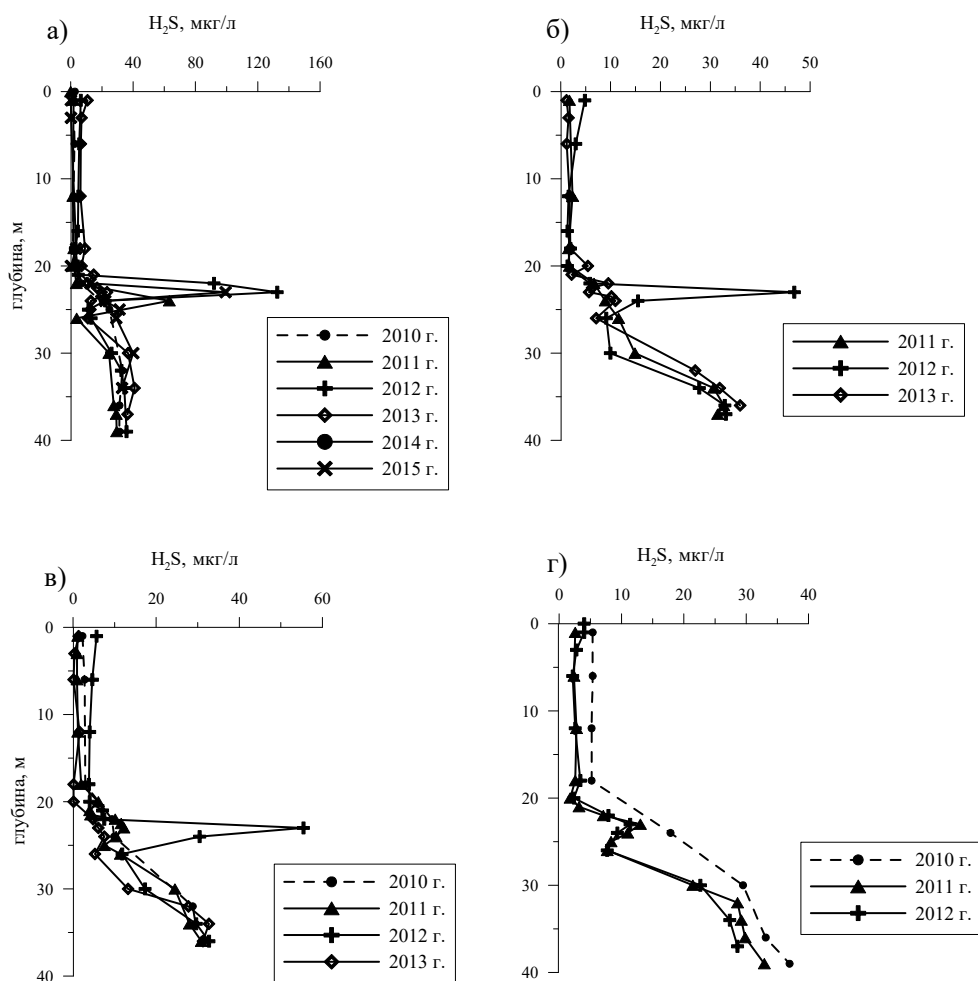 а)
H₂S, мкг/л
0 40 80 120 160
0
10
20
30
40
глубина, м
2010 г.
2011 г.
2012 г.
2013 г.
2014 г.
2015 г.
б)
H₂S, мкг/л
0 10 20 30 40 50
0
10
20
30
40
2011 г.
2012 г.
2013 г.
в)
H₂S, мкг/л
0 20 40 60
0
10
20
30
40
глубина, м
2010 г.
2011 г.
2012 г.
2013 г.
г)
H₂S, мкг/л
0 10 20 30 40
0
10
20
30
40
2010 г.
2011 г.
2012 г.